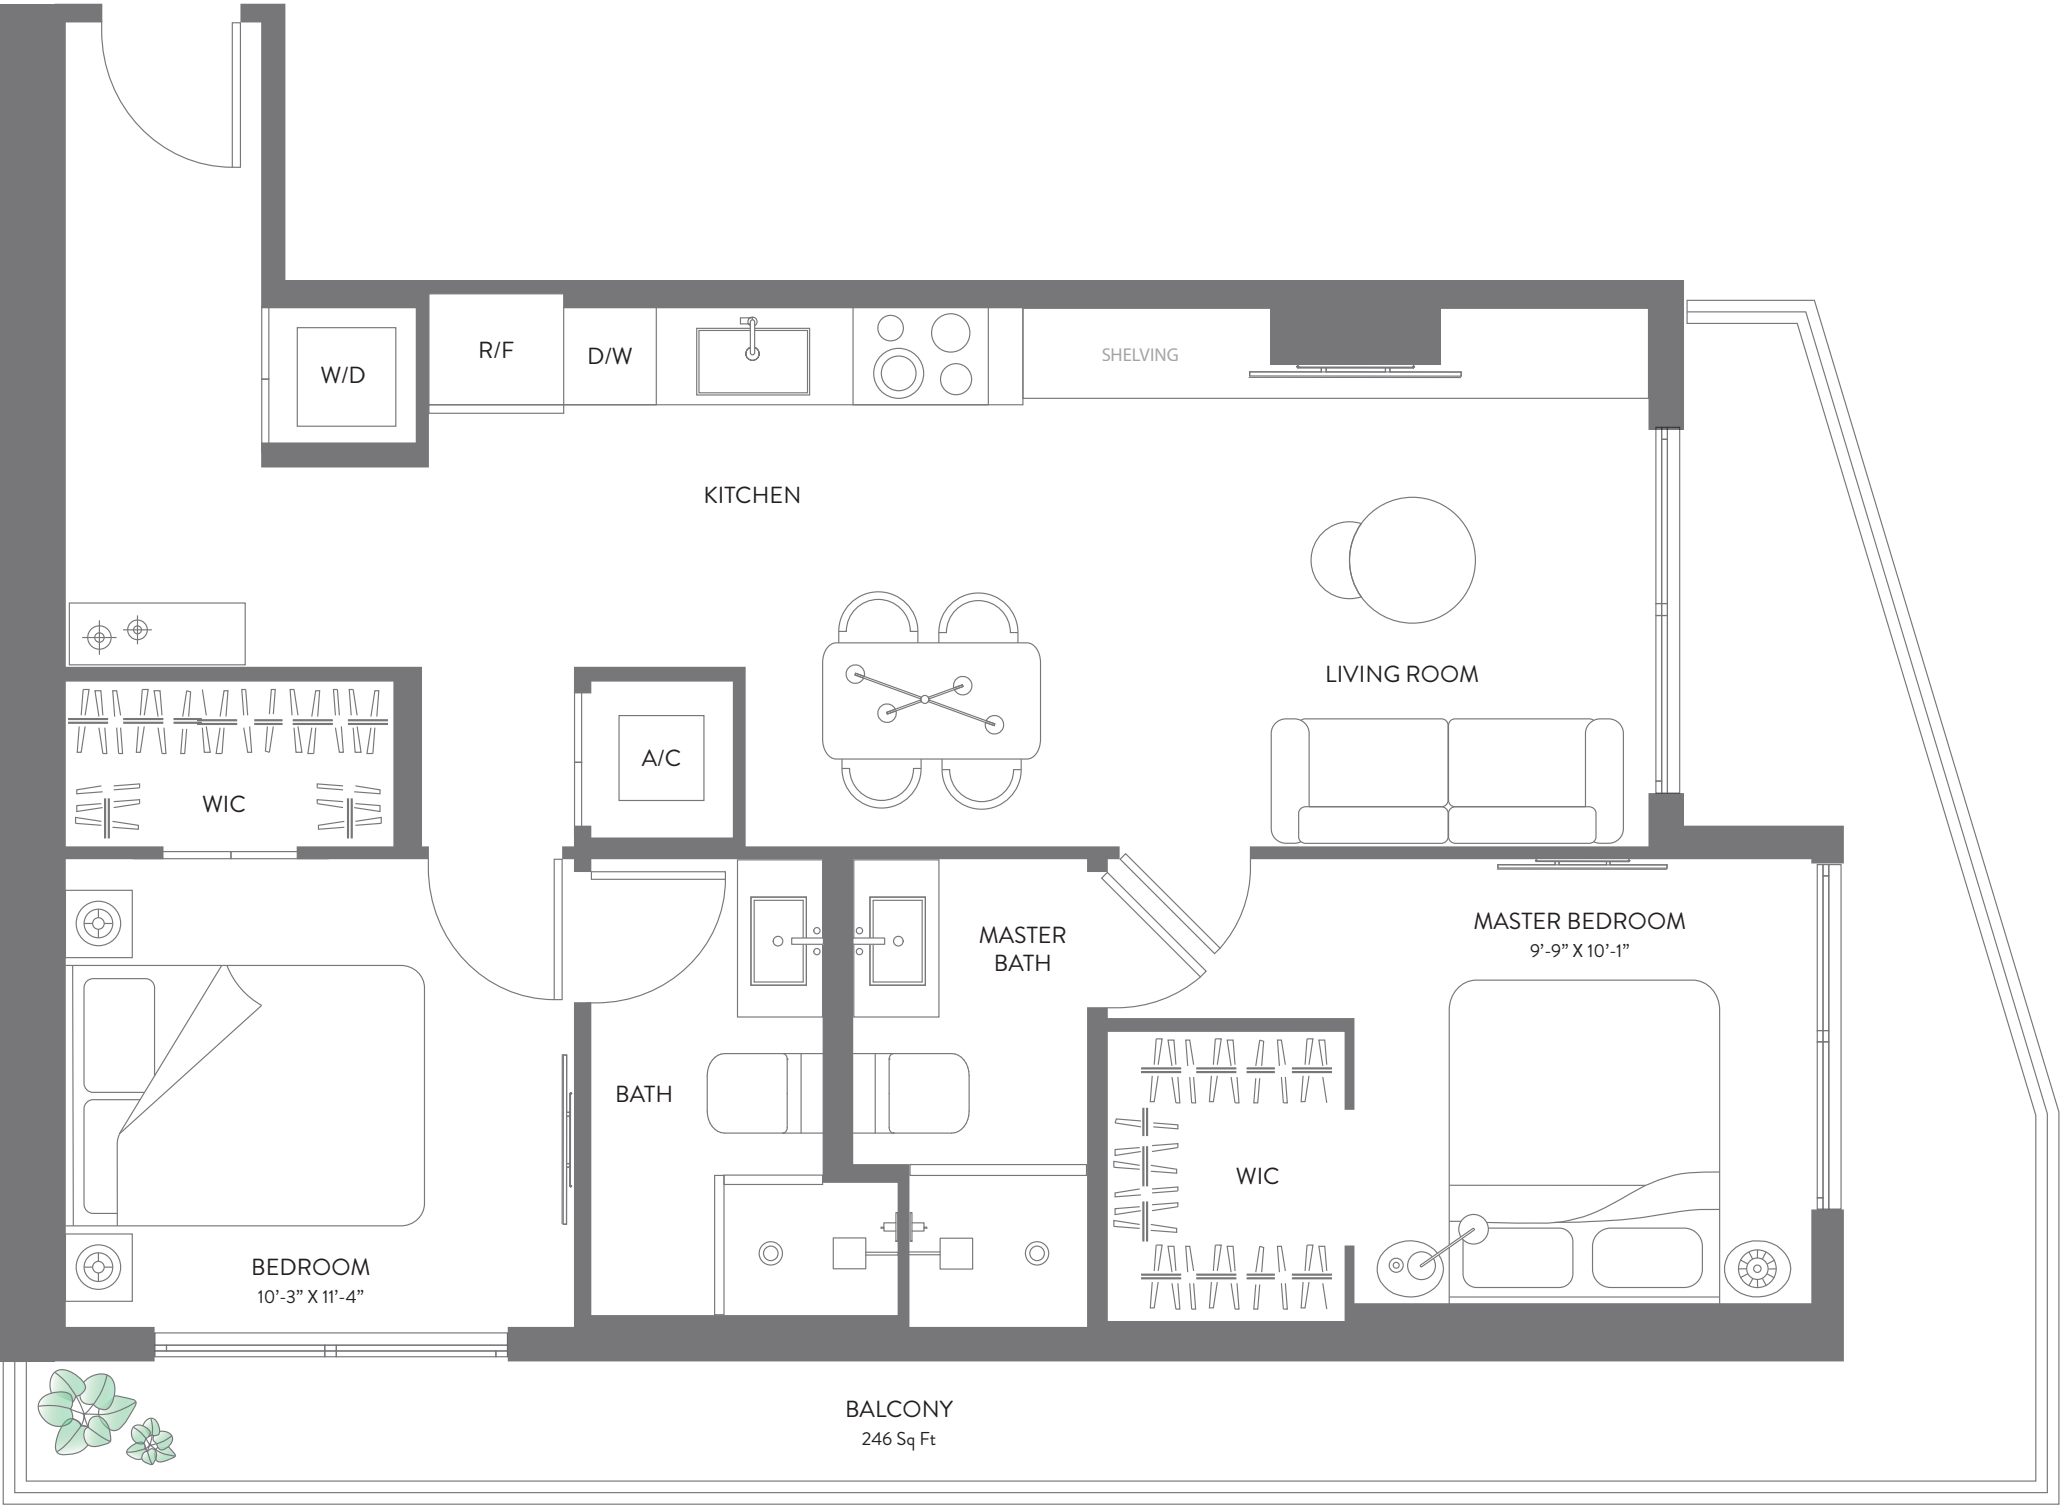 R/F
D/W
SHELVING
W/D
KITCHEN
LIVING ROOM
A/C
WIC
MASTER BEDROOM
9’-9” X 10’-1”
MASTER
BATH
BATH
WIC
BEDROOM
10’-3” X 11’-4”
BALCONY
246 Sq Ft